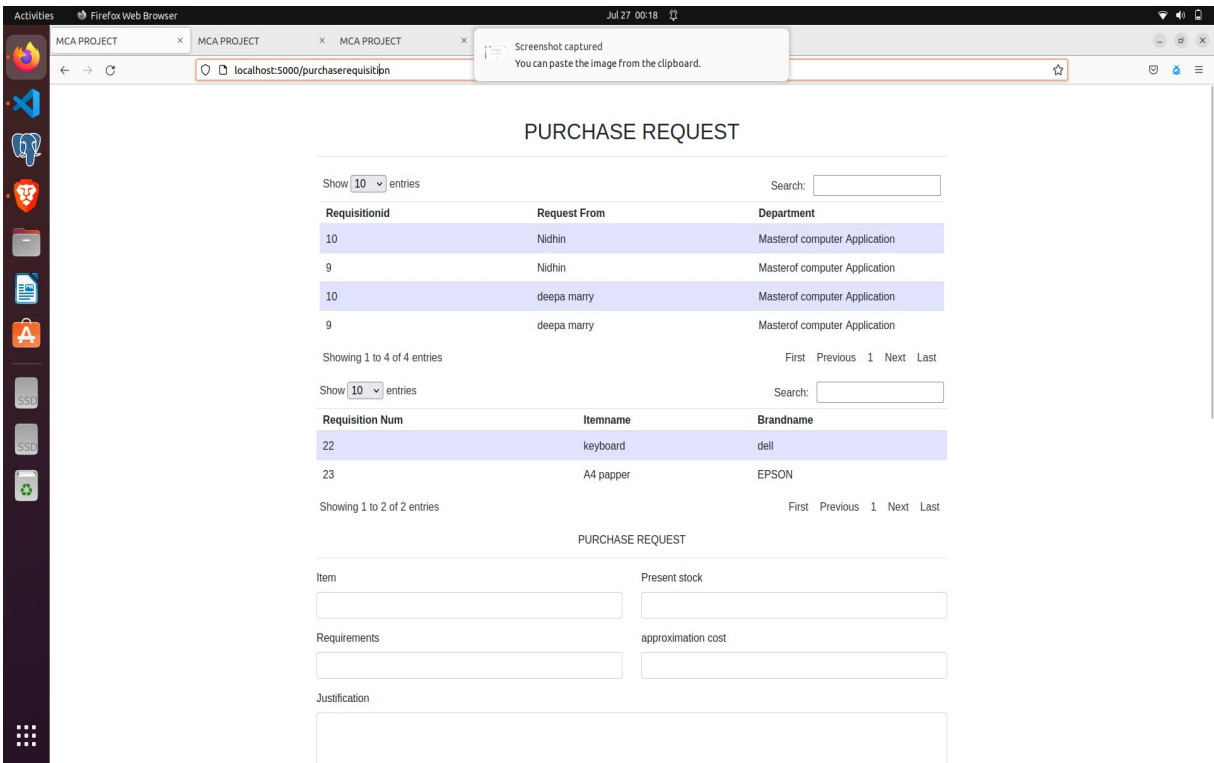 Activities Firefox Web Browser Jul 27 00:18
MCA PROJECT × MCA PROJECT × MCA PROJECT ×
Screenshot captured
You can paste the image from the clipboard.
localhost:5000/purchaserequisition
PURCHASE REQUEST
Show 10 entries Search:
Requisitionid Request From Department
10 Nidhin Masterof computer Application
9 Nidhin Masterof computer Application
10 deepa marry Masterof computer Application
9 deepa marry Masterof computer Application
Showing 1 to 4 of 4 entries First Previous 1 Next Last
Show 10 entries Search:
Requisition Num Itemname Brandname
22 keyboard dell
23 A4 papper EPSON
Showing 1 to 2 of 2 entries First Previous 1 Next Last
PURCHASE REQUEST
Item Present stock
Requirements approximation cost
Justification
SSD
SSD